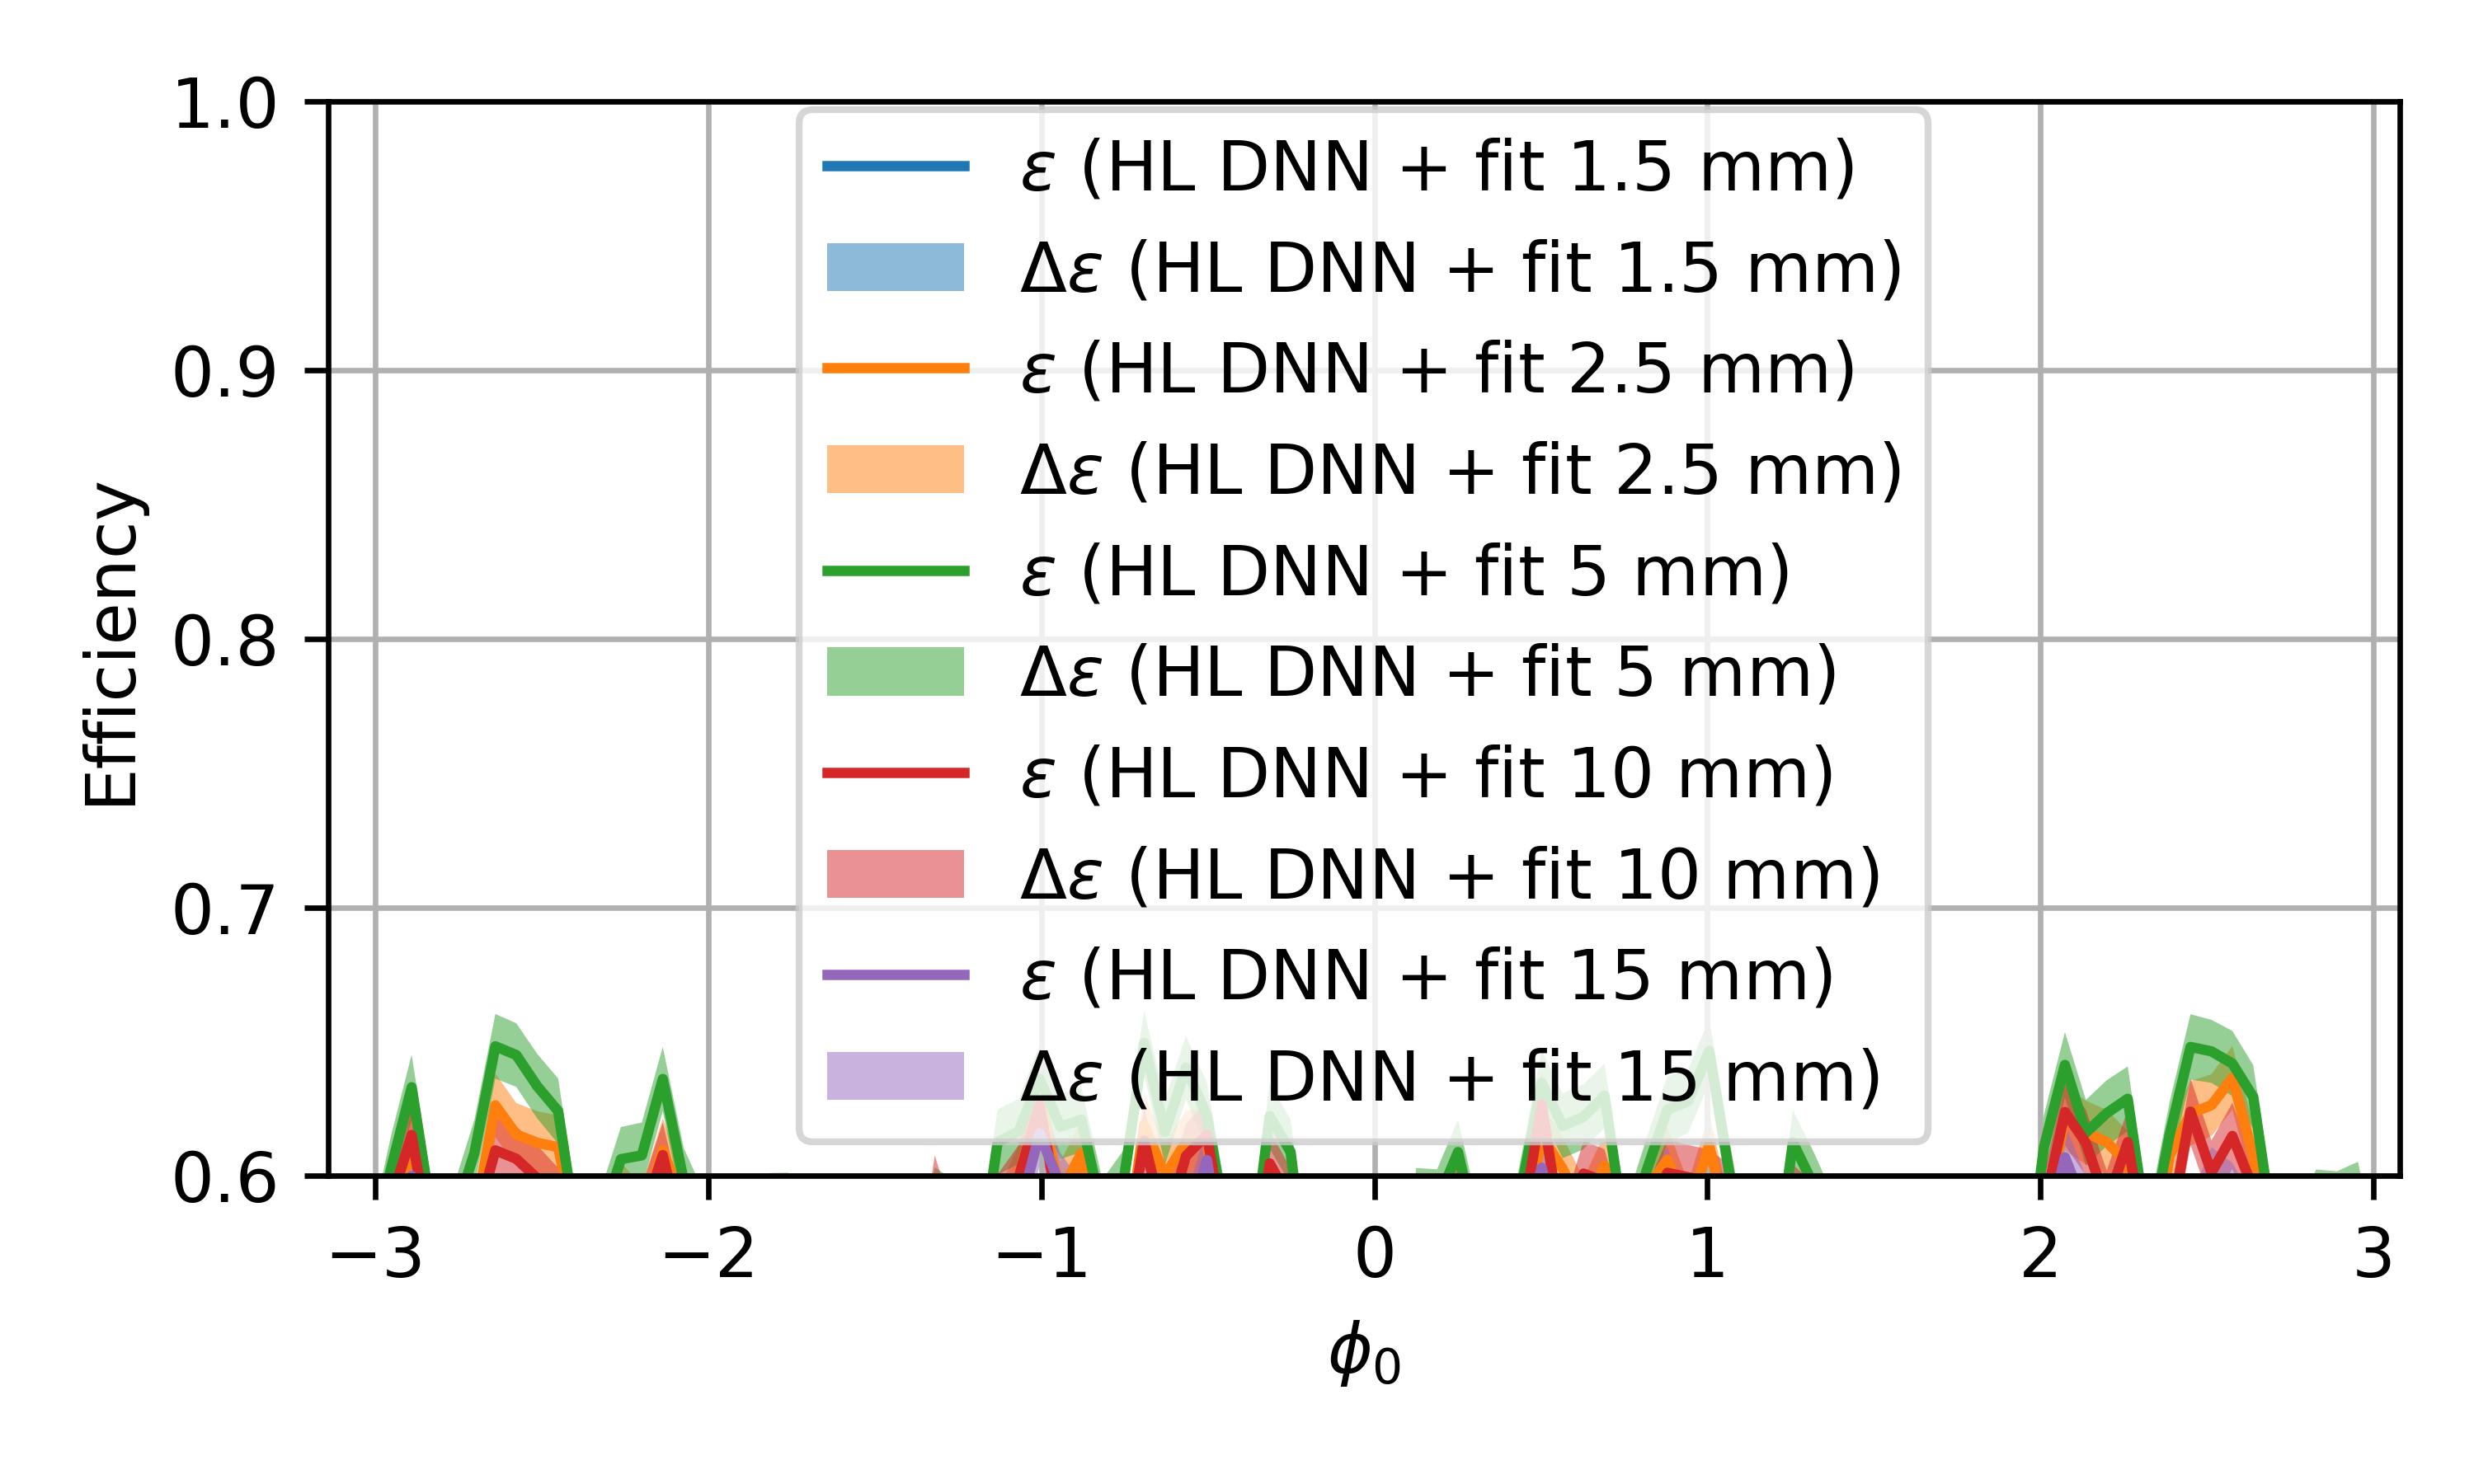 1.0
0.9
0.8
0.7
0.6
Efficiency
ε (HL DNN + fit 1.5 mm)
Δε (HL DNN + fit 1.5 mm)
ε (HL DNN + fit 2.5 mm)
Δε (HL DNN + fit 2.5 mm)
ε (HL DNN + fit 5 mm)
Δε (HL DNN + fit 5 mm)
ε (HL DNN + fit 10 mm)
Δε (HL DNN + fit 10 mm)
ε (HL DNN + fit 15 mm)
Δε (HL DNN + fit 15 mm)
−3 −2 −1 0 1 2 3
ϕ₀